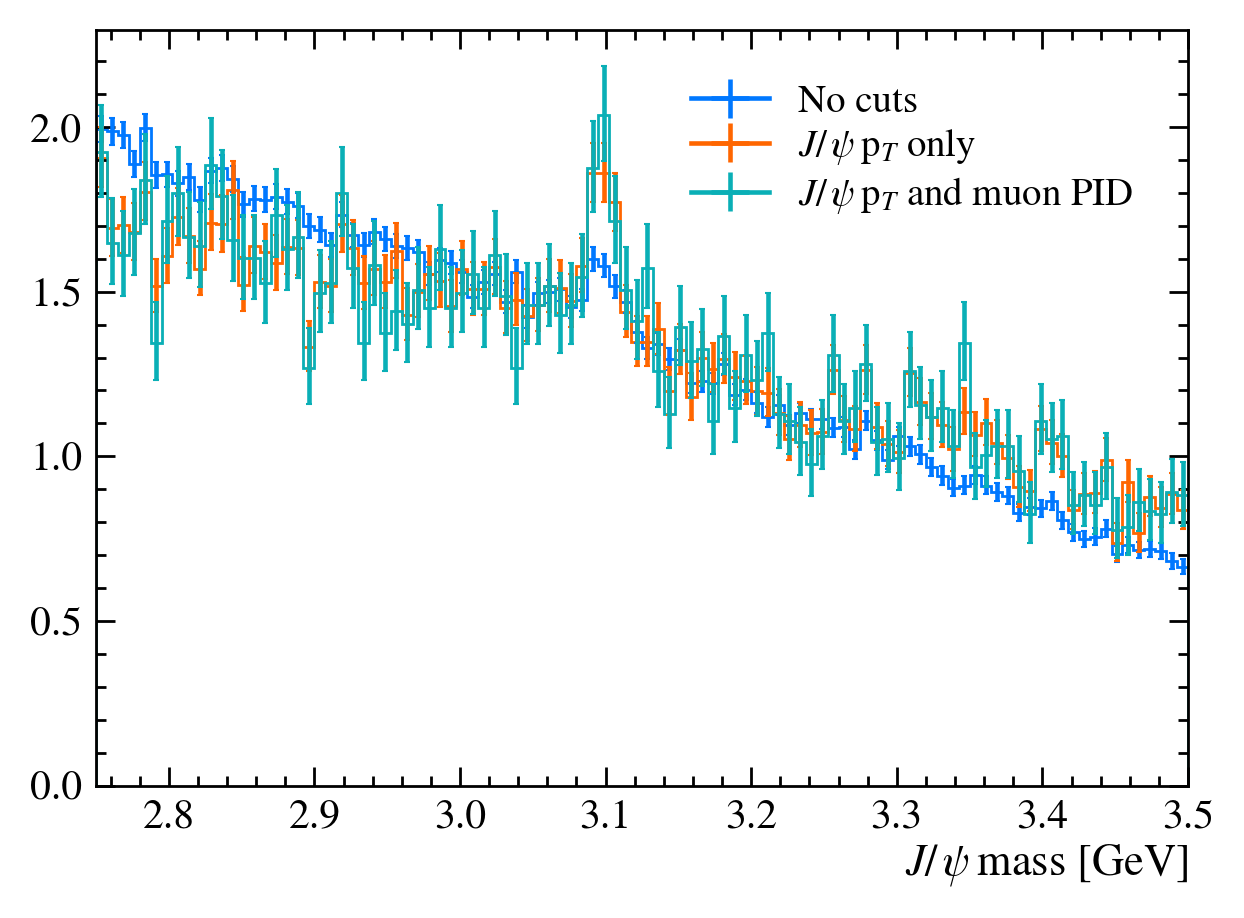 No cuts
J/ψ p_T only
J/ψ p_T and muon PID
2.0
1.5
1.0
0.5
0.0
2.8 2.9 3.0 3.1 3.2 3.3 3.4 3.5
J/ψ mass [GeV]